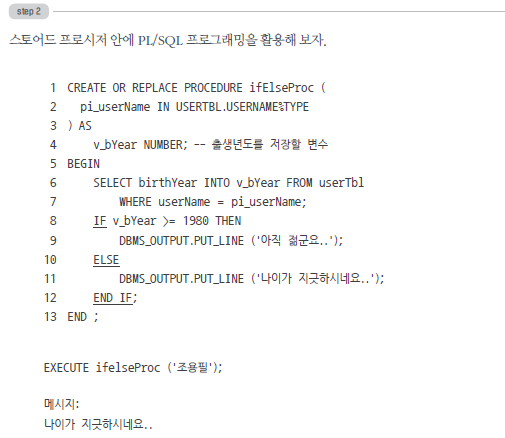 step 2
스토어드 프로시저 안에 PL/SQL 프로그래밍을 활용해 보자.
1 CREATE OR REPLACE PROCEDURE ifElseProc (
2 pi_userName IN USERTBL.USERNAME%TYPE
3 ) AS
4 v_bYear NUMBER; -- 출생년도를 저장할 변수
5 BEGIN
6 SELECT birthYear INTO v_bYear FROM userTbl
7 WHERE userName = pi_userName;
8 IF v_bYear >= 1980 THEN
9 DBMS_OUTPUT.PUT_LINE ('아직 젊군요..');
10 ELSE
11 DBMS_OUTPUT.PUT_LINE ('나이가 지긋하시네요..');
12 END IF;
13 END ;
EXECUTE ifelseProc ('조용필');
메시지:
나이가 지긋하시네요..